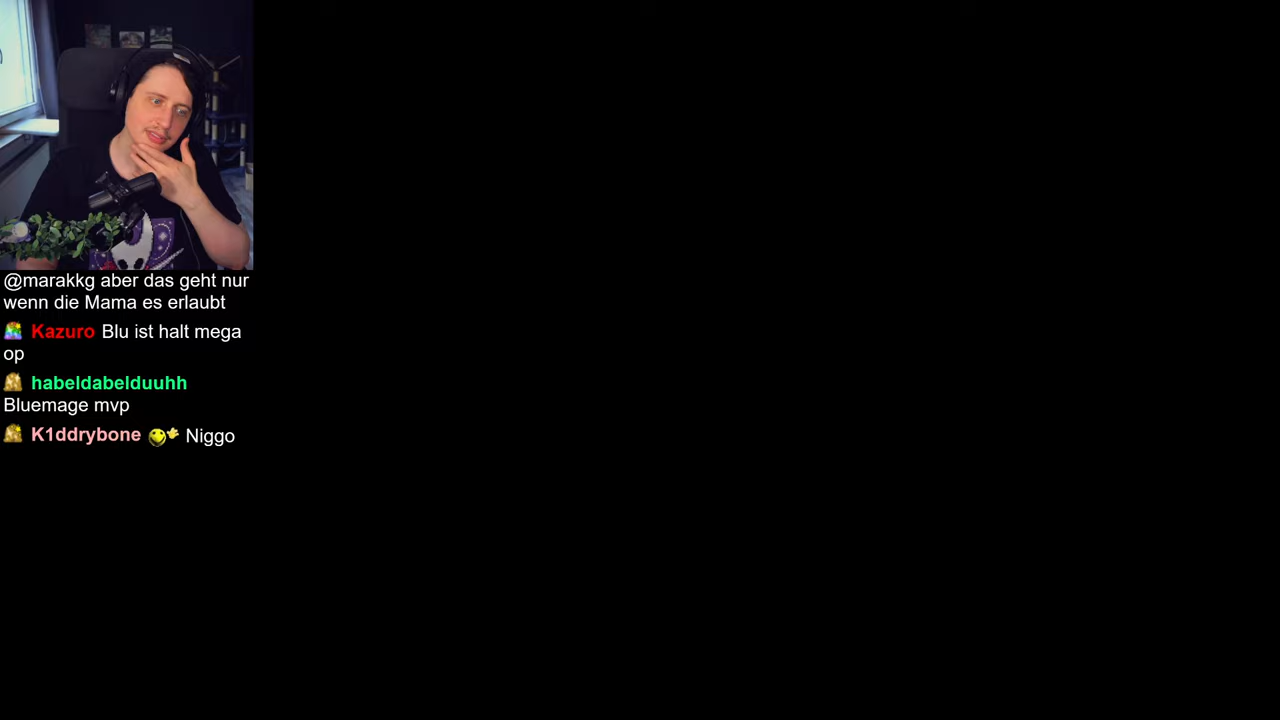 @marakkg aber das geht nur
wenn die Mama es erlaubt
Kazuro Blu ist halt mega
op
habeldabelduuhh
Bluemage mvp
K1ddrybone Niggo